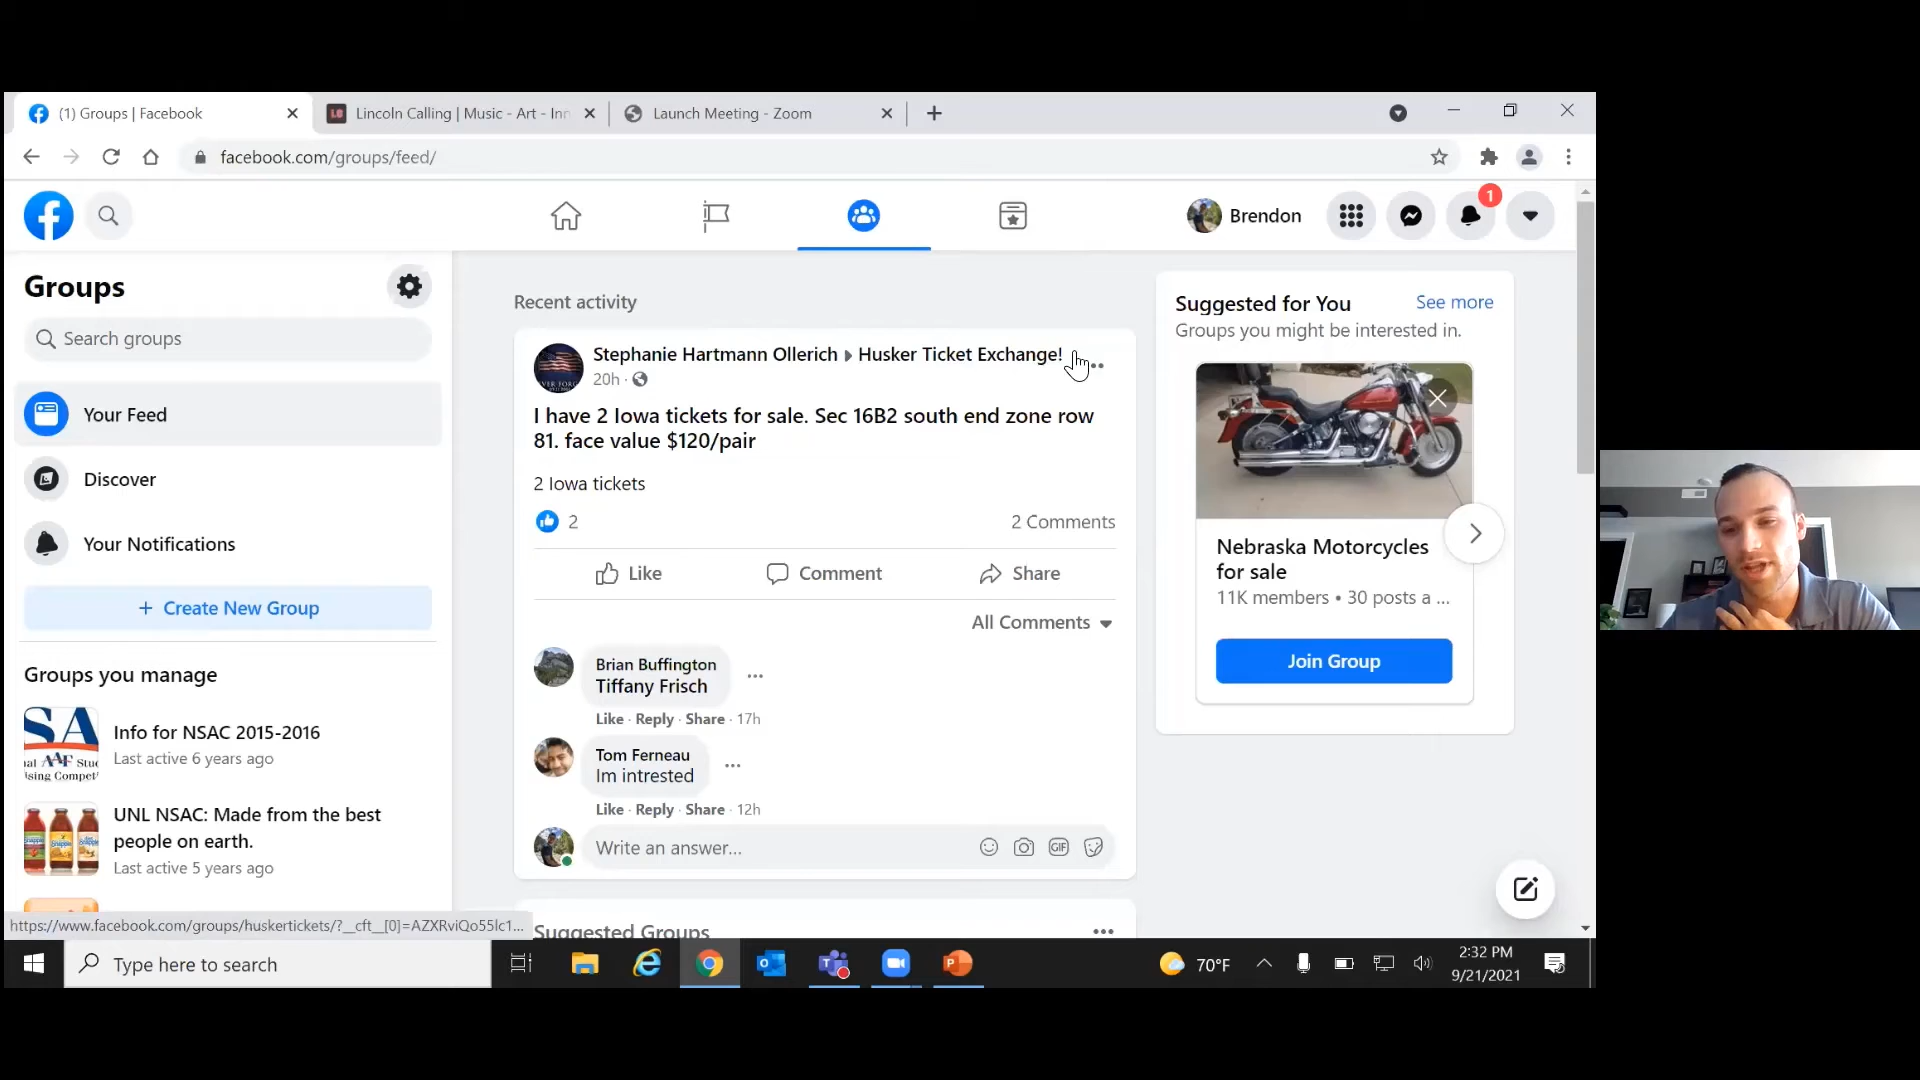 (1) Groups | Facebook
Lincoln Calling | Music - Art - Inn
Launch Meeting - Zoom
facebook.com/groups/feed/
Brendon
1
Groups
Search groups
Your Feed
Discover
Your Notifications
+ Create New Group
Groups you manage
Info for NSAC 2015-2016
Last active 6 years ago
UNL NSAC: Made from the best
people on earth.
Last active 5 years ago
https://www.facebook.com/groups/huskertickets/?__cft__[0]=AZXRviQo55lc1...
Recent activity
Stephanie Hartmann Ollerich ▸ Husker Ticket Exchange!
20h ·
I have 2 Iowa tickets for sale. Sec 16B2 south end zone row
81. face value $120/pair
2 Iowa tickets
2
2 Comments
Like
Comment
Share
All Comments
Brian Buffington
Tiffany Frisch
Like · Reply · Share · 17h
Tom Ferneau
Im intrested
Like · Reply · Share · 12h
Write an answer...
GIF
Suggested Groups
Suggested for You
See more
Groups you might be interested in.
Nebraska Motorcycles
for sale
11K members • 30 posts a ...
Join Group
Type here to search
70°F
2:32 PM
9/21/2021